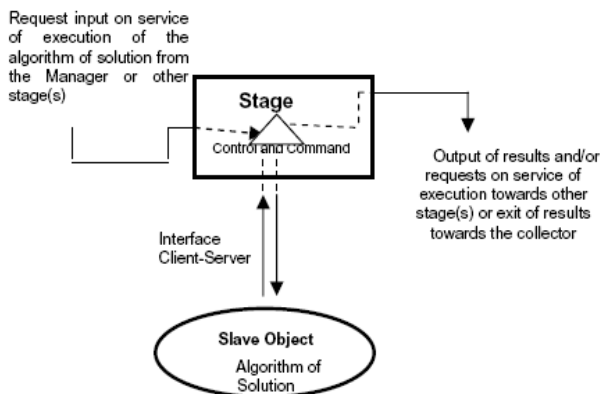 Request input on service
of execution of the
algorithm of solution from
the Manager or other
stage(s)
Stage
Control and Command
Output of results and/or
requests on service of
execution towards other
stage(s) or exit of results
towards the collector
Interface
Client-Server
Slave Object
Algorithm of
Solution